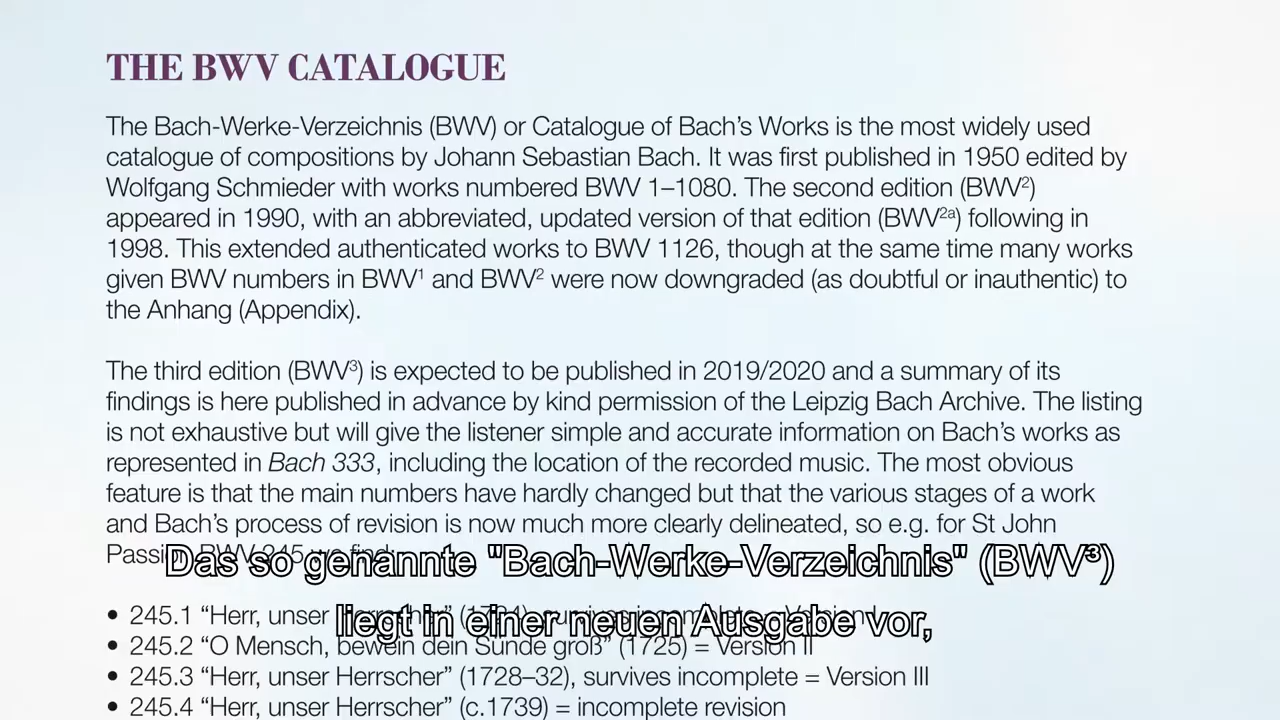 THE BWV CATALOGUE
The Bach-Werke-Verzeichnis (BWV) or Catalogue of Bach’s Works is the most widely used
catalogue of compositions by Johann Sebastian Bach. It was first published in 1950 edited by
Wolfgang Schmieder with works numbered BWV 1–1080. The second edition (BWV²)
appeared in 1990, with an abbreviated, updated version of that edition (BWV²ᵃ) following in
1998. This extended authenticated works to BWV 1126, though at the same time many works
given BWV numbers in BWV¹ and BWV² were now downgraded (as doubtful or inauthentic) to
the Anhang (Appendix).
The third edition (BWV³) is expected to be published in 2019/2020 and a summary of its
findings is here published in advance by kind permission of the Leipzig Bach Archive. The listing
is not exhaustive but will give the listener simple and accurate information on Bach’s works as
represented in Bach 333, including the location of the recorded music. The most obvious
feature is that the main numbers have hardly changed but that the various stages of a work
and Bach’s process of revision is now much more clearly delineated, so e.g. for St John
Passion BWV 245 we find:
Das so genannte "Bach-Werke-Verzeichnis" (BWV³)
• 245.1 “Herr, unser Herrscher” (1724), survives incomplete = Version I
liegt in einer neuen Ausgabe vor,
• 245.2 “O Mensch, bewein dein Sünde groß” (1725) = Version II
• 245.3 “Herr, unser Herrscher” (1728–32), survives incomplete = Version III
• 245.4 “Herr, unser Herrscher” (c.1739) = incomplete revision